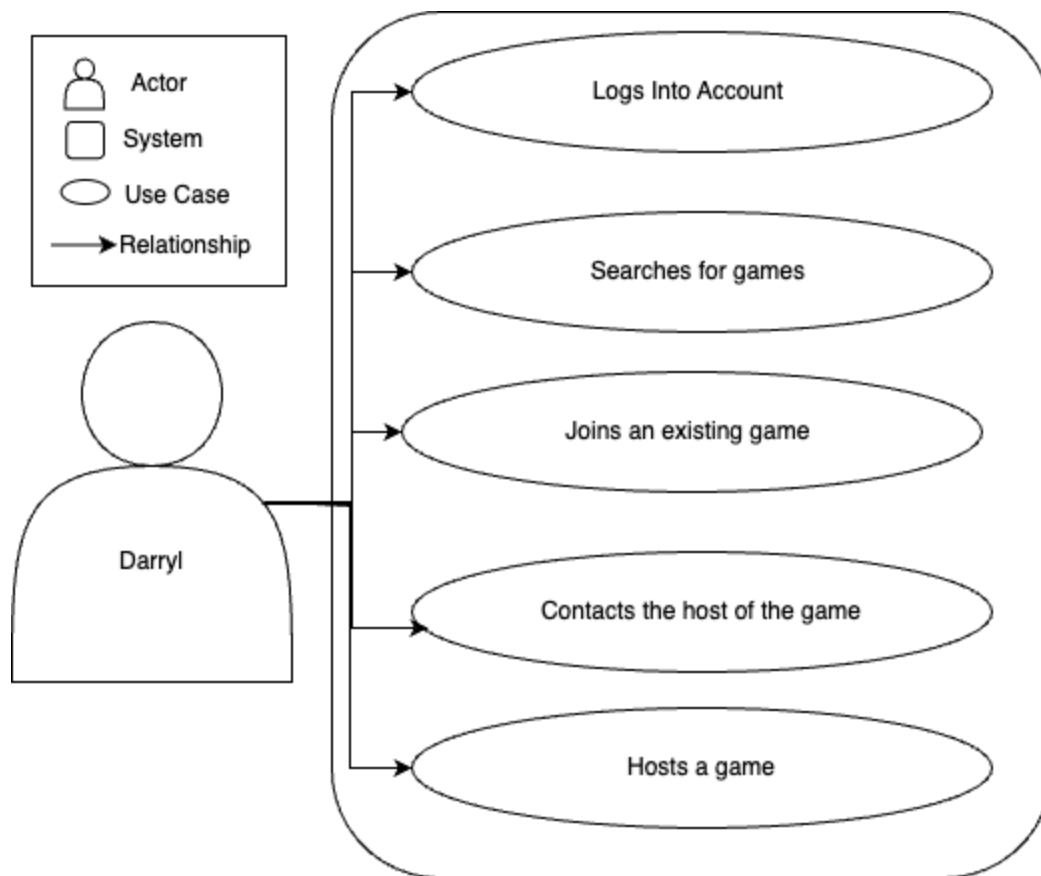 Actor
System
Use Case
Relationship
Darryl
Logs Into Account
Searches for games
Joins an existing game
Contacts the host of the game
Hosts a game